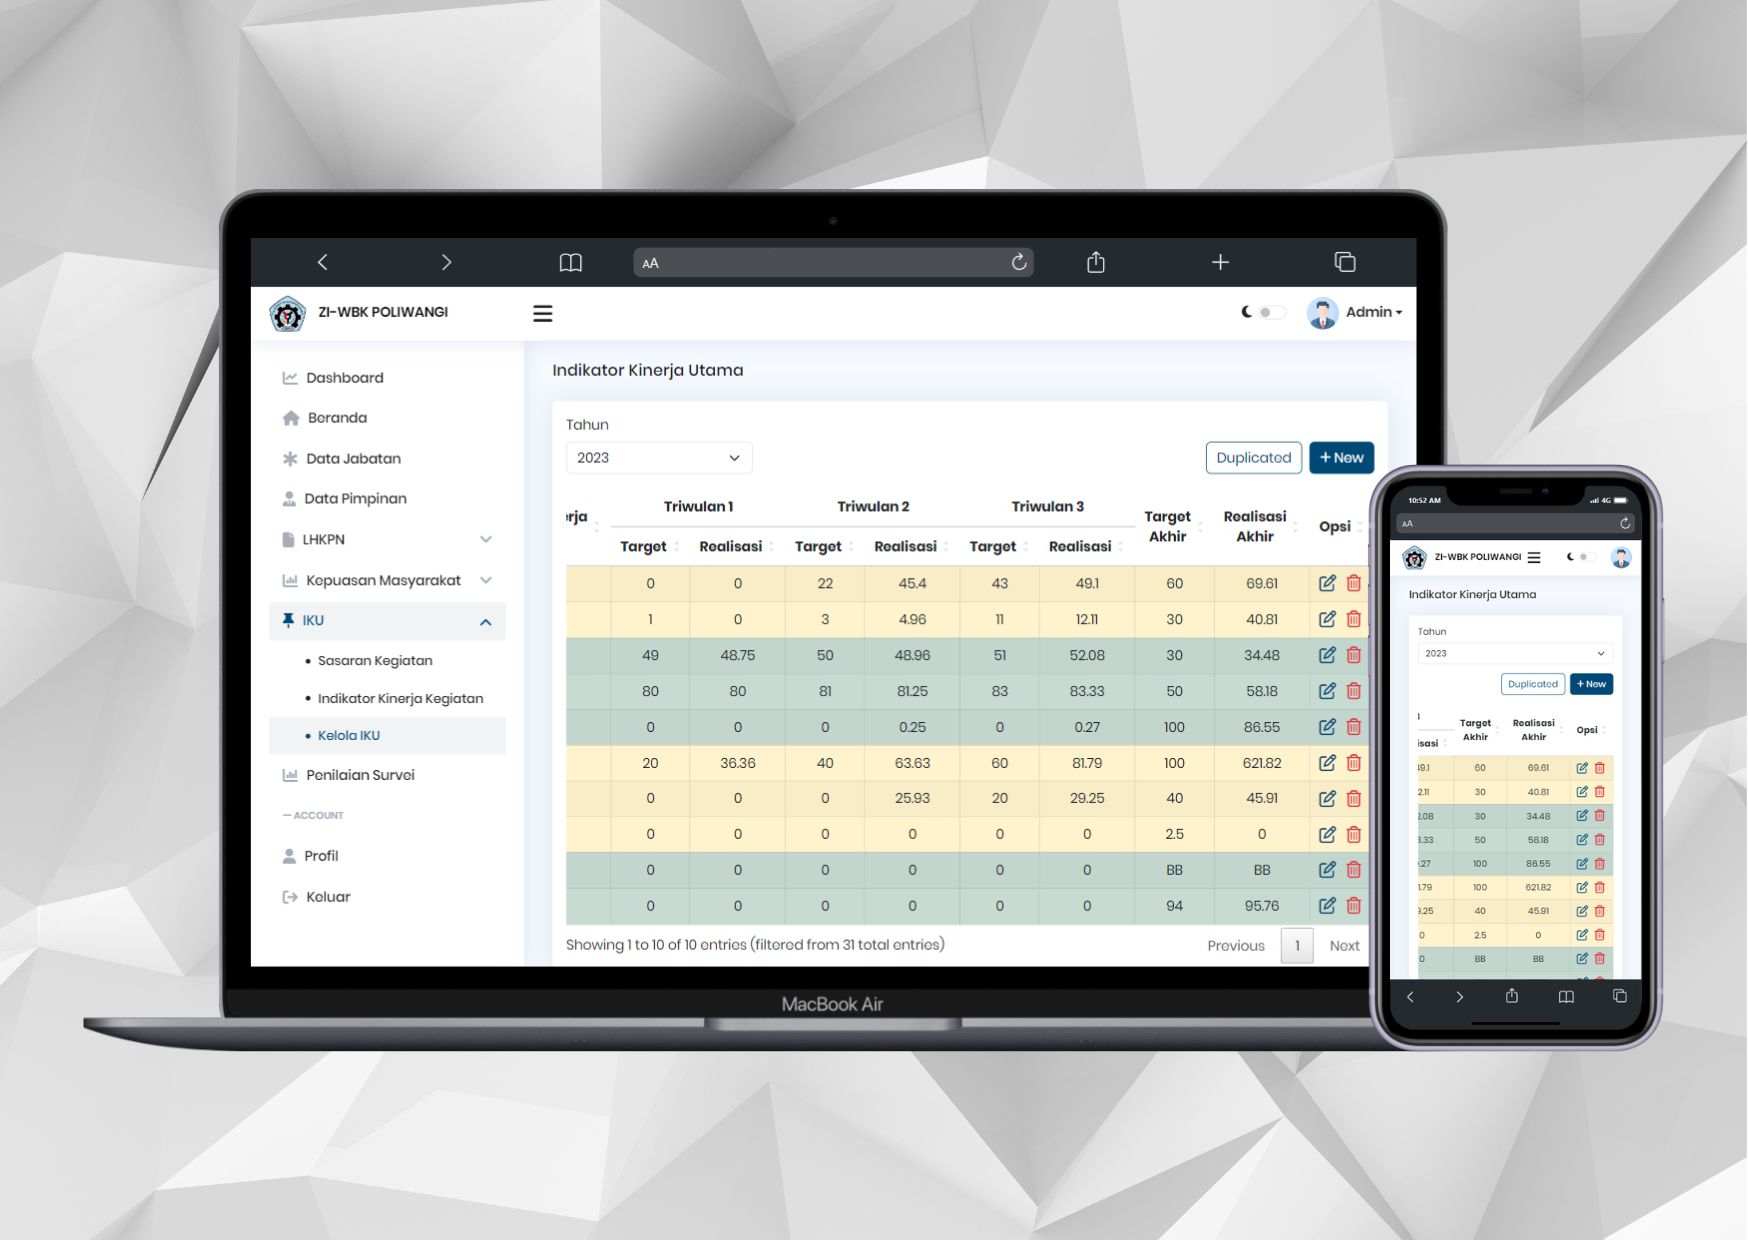 AA
ZI-WBK POLIWANGI
Admin
Dashboard
Beranda
Data Jabatan
Data Pimpinan
LHKPN
Kepuasan Masyarakat
IKU
Sasaran Kegiatan
Indikator Kinerja Kegiatan
Kelola IKU
Penilaian Survei
ACCOUNT
Profil
Keluar
Indikator Kinerja Utama
Tahun
2023
Duplicated
+ New
Triwulan 1 Triwulan 2 Triwulan 3
erja Target Akhir Realisasi Akhir Opsi
Target Realisasi Target Realisasi Target Realisasi
0 0 22 45.4 43 49.1 60 69.61
1 0 3 4.96 11 12.11 30 40.81
49 48.75 50 48.96 51 52.08 30 34.48
80 80 81 81.25 83 83.33 50 58.18
0 0 0 0.25 0 0.27 100 86.55
20 36.36 40 63.63 60 81.79 100 621.82
0 0 0 25.93 20 29.25 40 45.91
0 0 0 0 0 0 2.5 0
0 0 0 0 0 0 BB BB
0 0 0 0 0 0 94 95.76
Showing 1 to 10 of 10 entries (filtered from 31 total entries)
Previous 1 Next
MacBook Air
10:52 AM 4G
AA
ZI-WBK POLIWANGI
Indikator Kinerja Utama
Tahun
2023
Duplicated + New
Target Akhir Realisasi Akhir Opsi
isasi
19.1 60 69.61
2.11 30 40.81
2.08 30 34.48
3.33 50 58.18
.27 100 86.55
1.79 100 621.82
9.25 40 45.91
0 2.5 0
0 BB BB